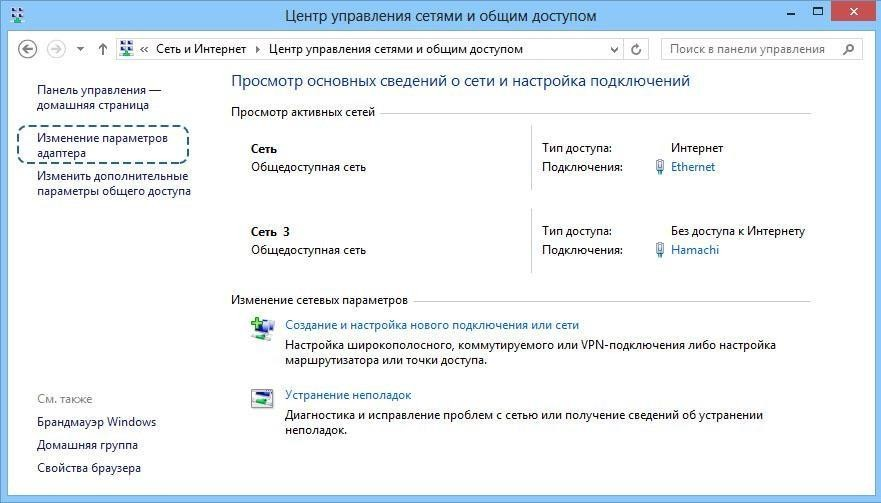 Центр управления сетями и общим доступом
« Сеть и Интернет
Центр управления сетями и общим доступом
Поиск в панели управления
Панель управления —
домашняя страница
Изменение параметров
адаптера
Изменить дополнительные
параметры общего доступа
Просмотр основных сведений о сети и настройка подключений
Просмотр активных сетей
Сеть
Общедоступная сеть
Тип доступа: Интернет
Подключения: Ethernet
Сеть 3
Общедоступная сеть
Тип доступа: Без доступа к Интернету
Подключения: Hamachi
Изменение сетевых параметров
Создание и настройка нового подключения или сети
Настройка широкополосного, коммутируемого или VPN-подключения либо настройка
маршрутизатора или точки доступа.
Устранение неполадок
Диагностика и исправление проблем с сетью или получение сведений об устранении
неполадок.
См. также
Брандмауэр Windows
Домашняя группа
Свойства браузера